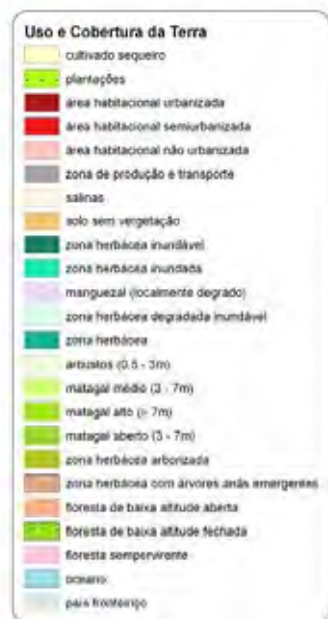 Uso e Cobertura da Terra
cultivado sequeiro
plantações
área habitacional urbanizada
área habitacional semiurbanizada
área habitacional não urbanizada
zona de produção e transporte
salinas
solo sem vergetação
zona herbácea inundável
zona herbácea inundada
manguezal (localmente degrado)
zona herbácea degradada inundável
zona herbácea
arbustos (0.5 - 3m)
matagal médio (3 - 7m)
matagal alto (> 7m)
matagal aberto (3 - 7m)
zona herbácea arborizada
zona herbácea com árvores anãs emergentes
floresta de baixa altitude aberta
floresta de baixa altitude fechada
floresta sempervirente
oceano
país fronteiriço